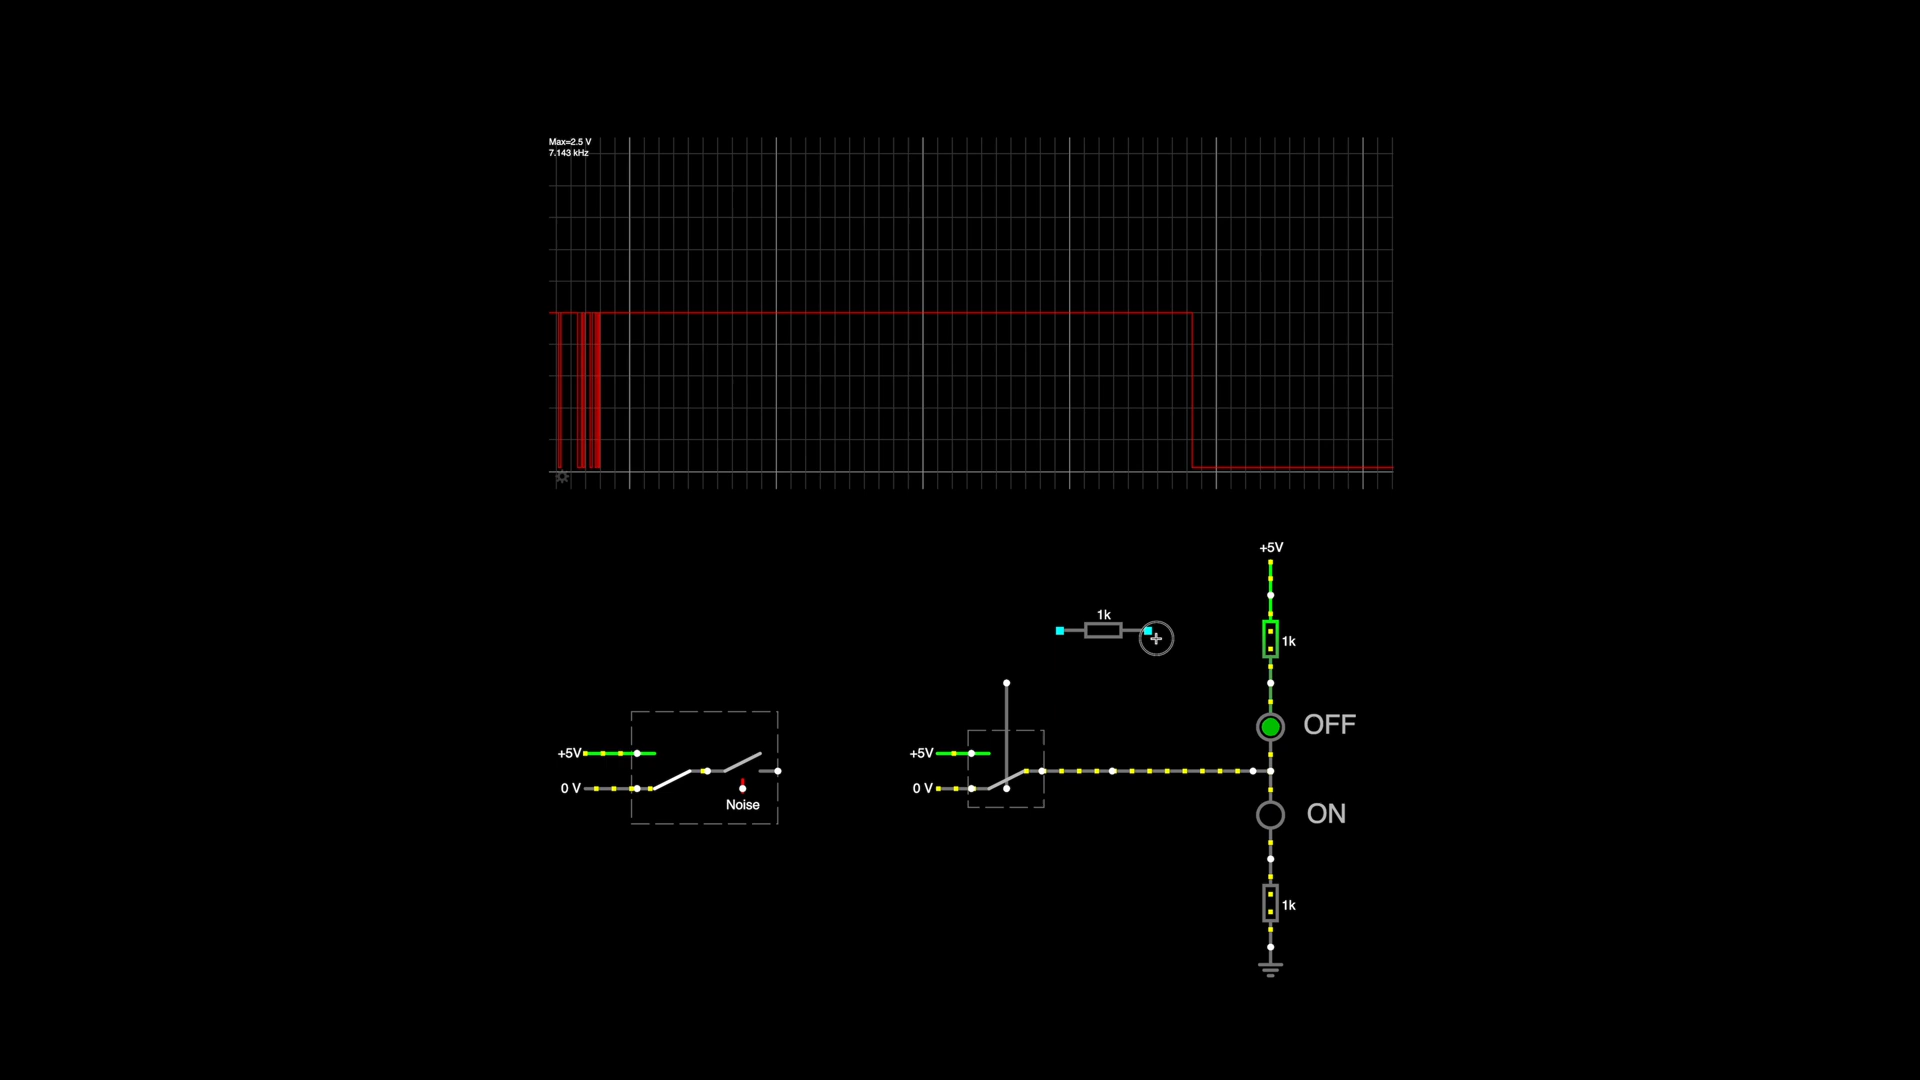 Max=2.5 V
7.143 kHz
+5V
1k
1k
OFF
+5V
+5V
0 V
0 V
Noise
ON
1k